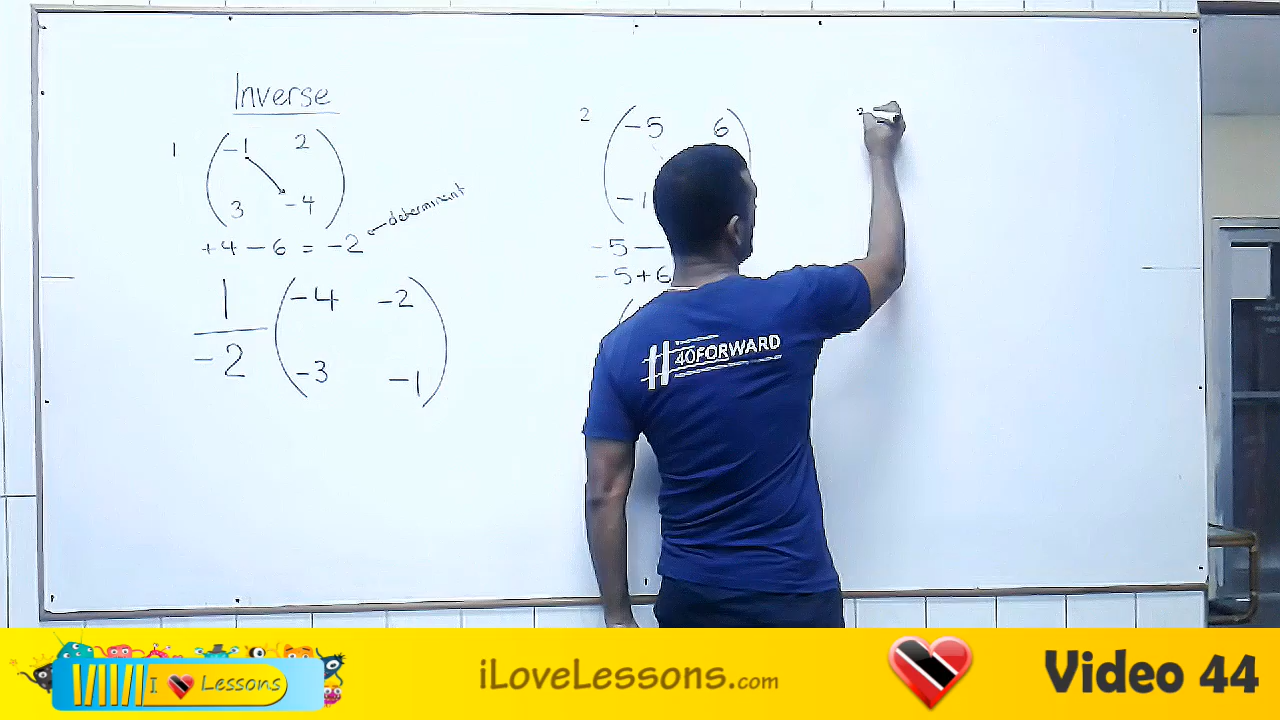 Inverse
1
-1 2
3 -4
+4 - 6 = -2 ← determinant
1
-2
-4 -2
-3 -1
2
-5 6
-1
-5 -
-5+6
#40FORWARD
I Lessons
iLoveLessons.com
Video 44